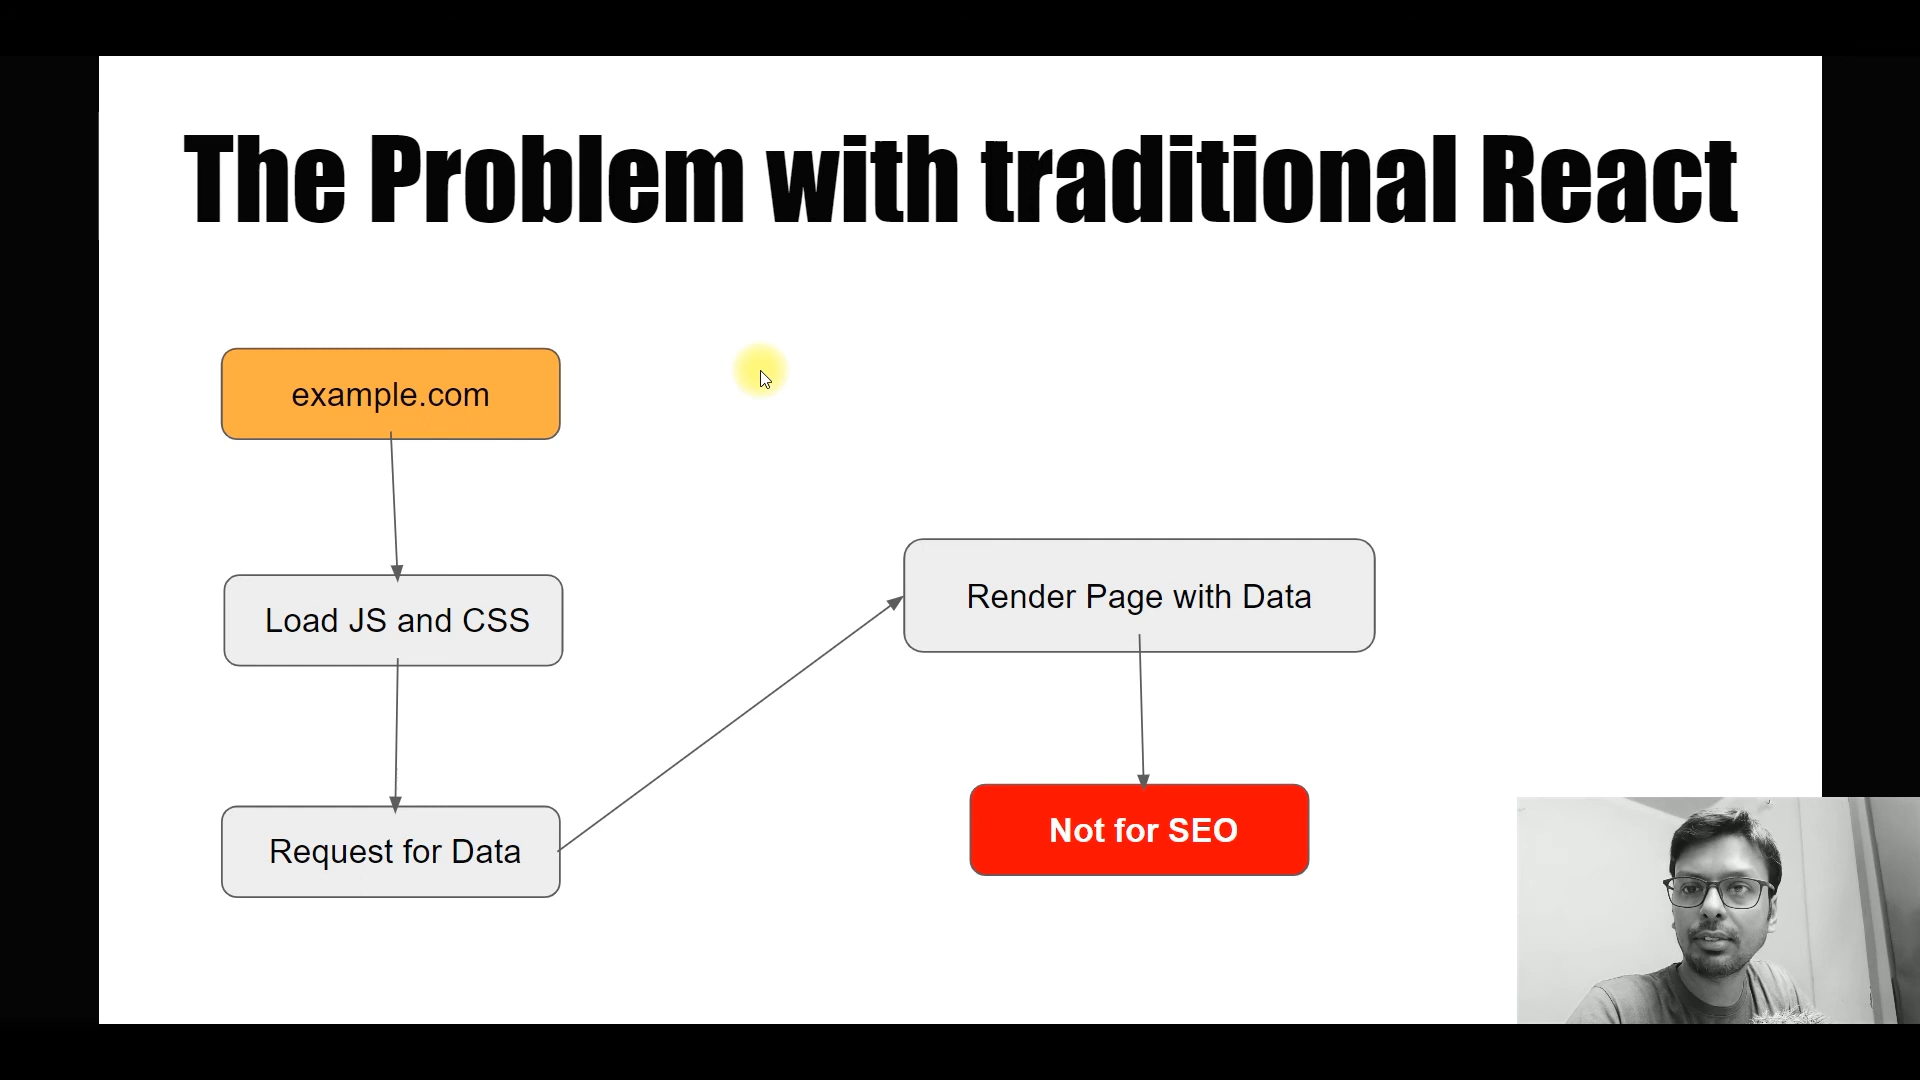 The Problem with traditional React
example.com
Load JS and CSS
Request for Data
Render Page with Data
Not for SEO